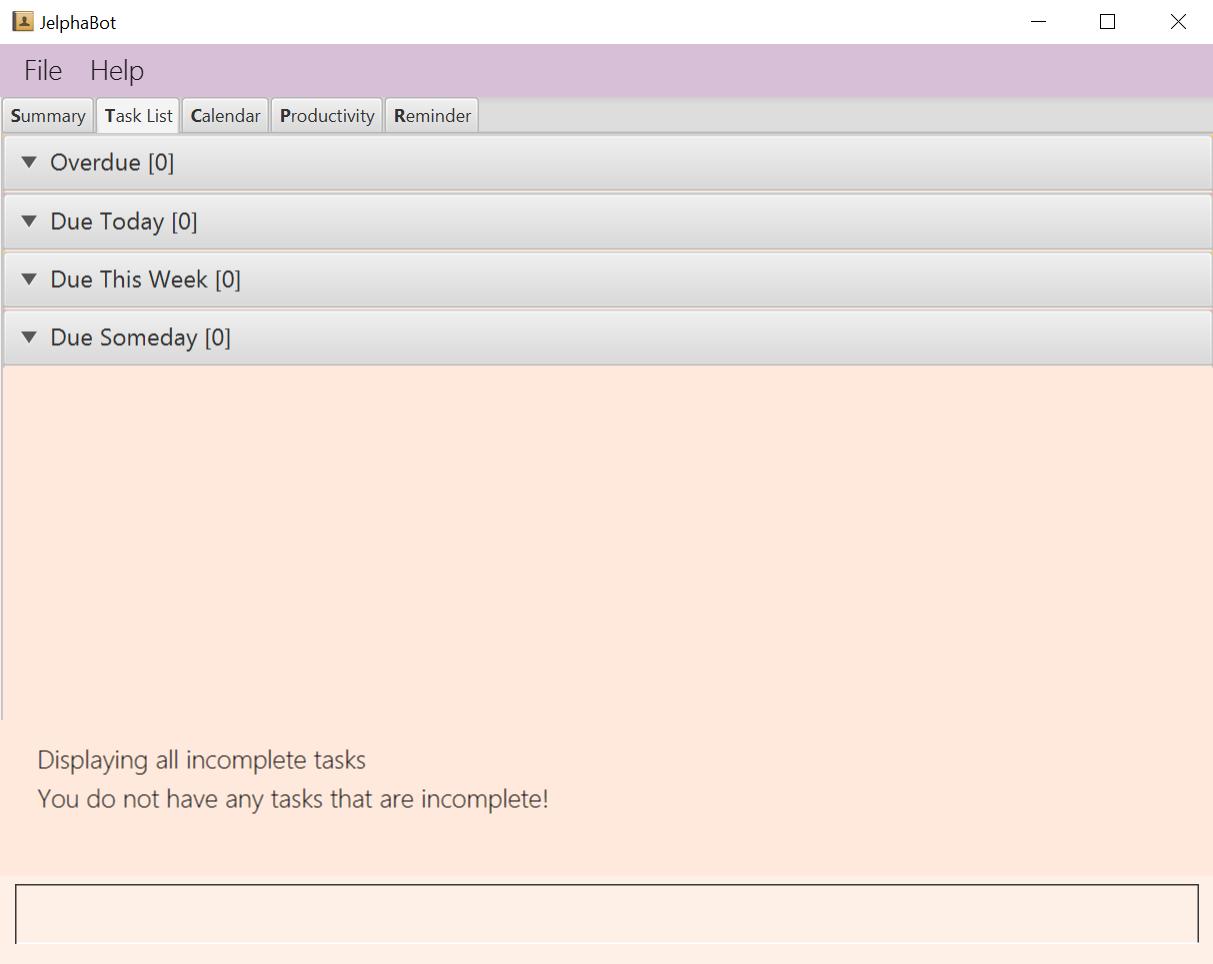 JelphaBot
File Help
Summary Task List Calendar Productivity Reminder
Overdue [0]
Due Today [0]
Due This Week [0]
Due Someday [0]
Displaying all incomplete tasks
You do not have any tasks that are incomplete!